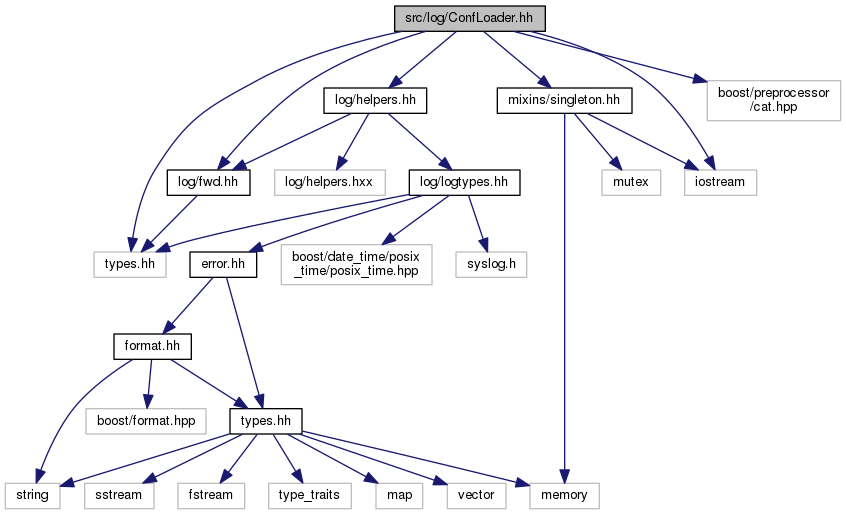 src/log/ConfLoader.hh
log/helpers.hh
mixins/singleton.hh
boost/preprocessor
/cat.hpp
log/fwd.hh
log/helpers.hxx
log/logtypes.hh
mutex
iostream
types.hh
error.hh
boost/date_time/posix
_time/posix_time.hpp
syslog.h
format.hh
boost/format.hpp
types.hh
string
sstream
fstream
type_traits
map
vector
memory